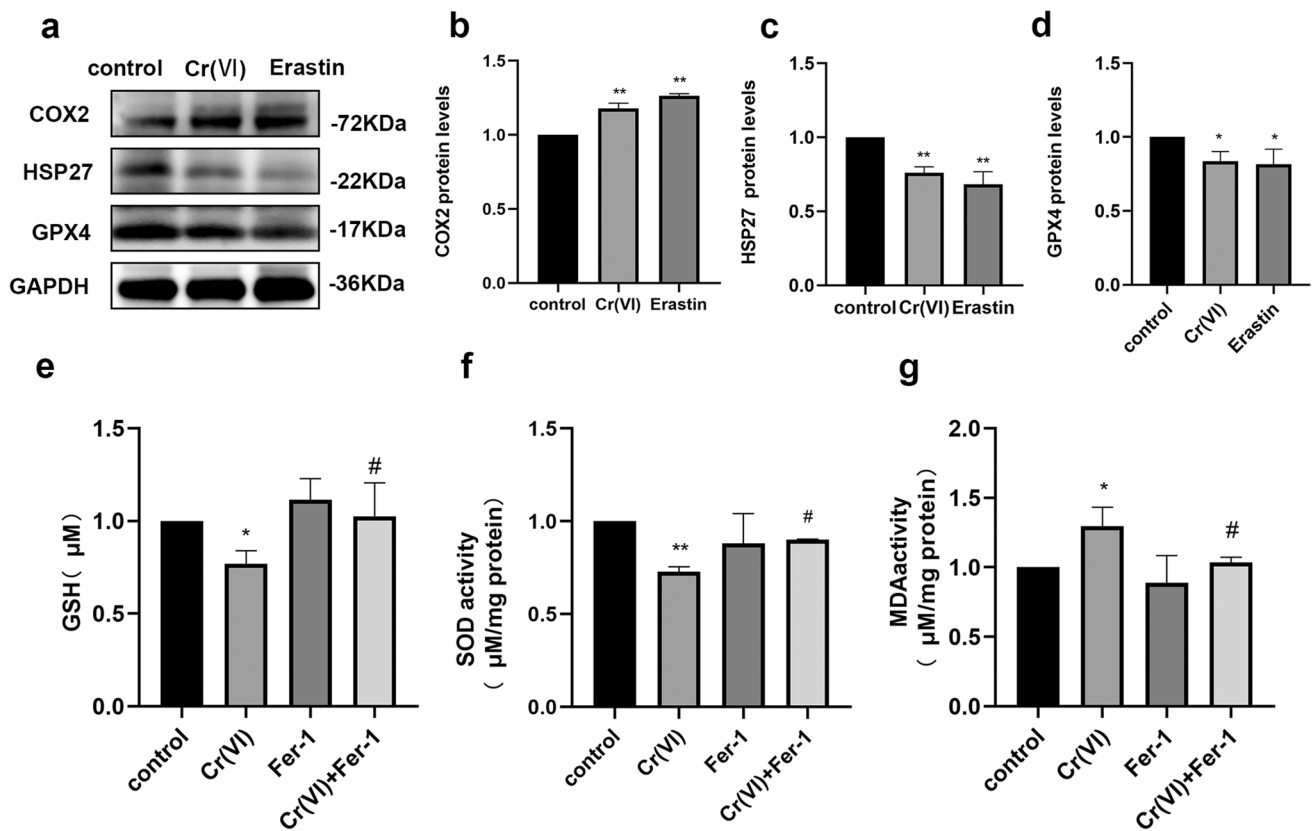 a
control Cr(Ⅵ) Erastin
COX2
-72KDa
HSP27
-22KDa
GPX4
-17KDa
GAPDH
-36KDa
b
COX2 protein levels
1.5
1.0
0.5
0.0
control Cr(VI) Erastin
**
**
c
HSP27 protein levels
1.5
1.0
0.5
0.0
control Cr(VI) Erastin
**
**
d
GPX4 protein levels
1.5
1.0
0.5
0.0
control
Cr(VI)
Erastin
*
*
e
GSH（ μM）
1.5
1.0
0.5
0.0
control
Cr(VI)
Fer-1
Cr(VI)+Fer-1
*
#
f
SOD activity
（ μM/mg protein）
1.5
1.0
0.5
0.0
control
Cr(VI)
Fer-1
Cr(VI)+Fer-1
**
#
g
MDAactivity
（ μM/mg protein）
2.0
1.5
1.0
0.5
0.0
control
Cr(VI)
Fer-1
Cr(VI)+Fer-1
*
#